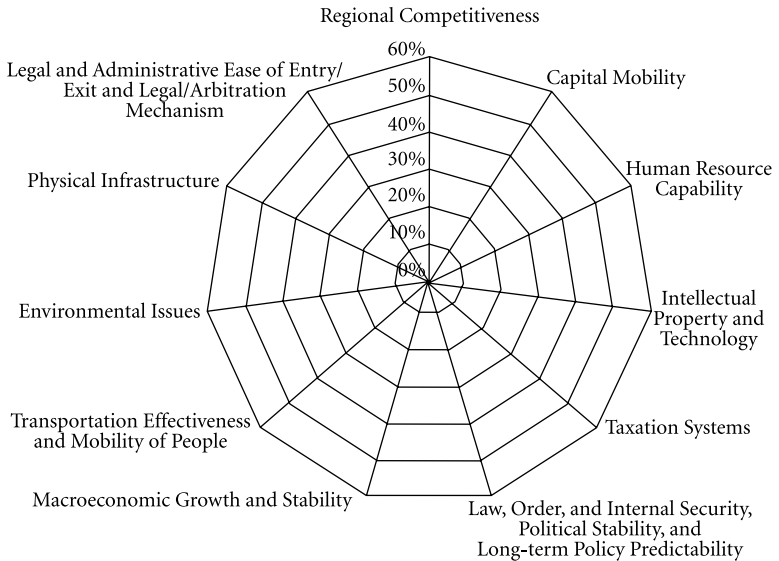 Regional Competitiveness
60%
50%
40%
30%
20%
10%
0%
Capital Mobility
Human Resource
Capability
Intellectual
Property and
Technology
Taxation Systems
Law, Order, and Internal Security,
Political Stability, and
Long-term Policy Predictability
Macroeconomic Growth and Stability
Transportation Effectiveness
and Mobility of People
Environmental Issues
Physical Infrastructure
Legal and Administrative Ease of Entry/
Exit and Legal/Arbitration
Mechanism